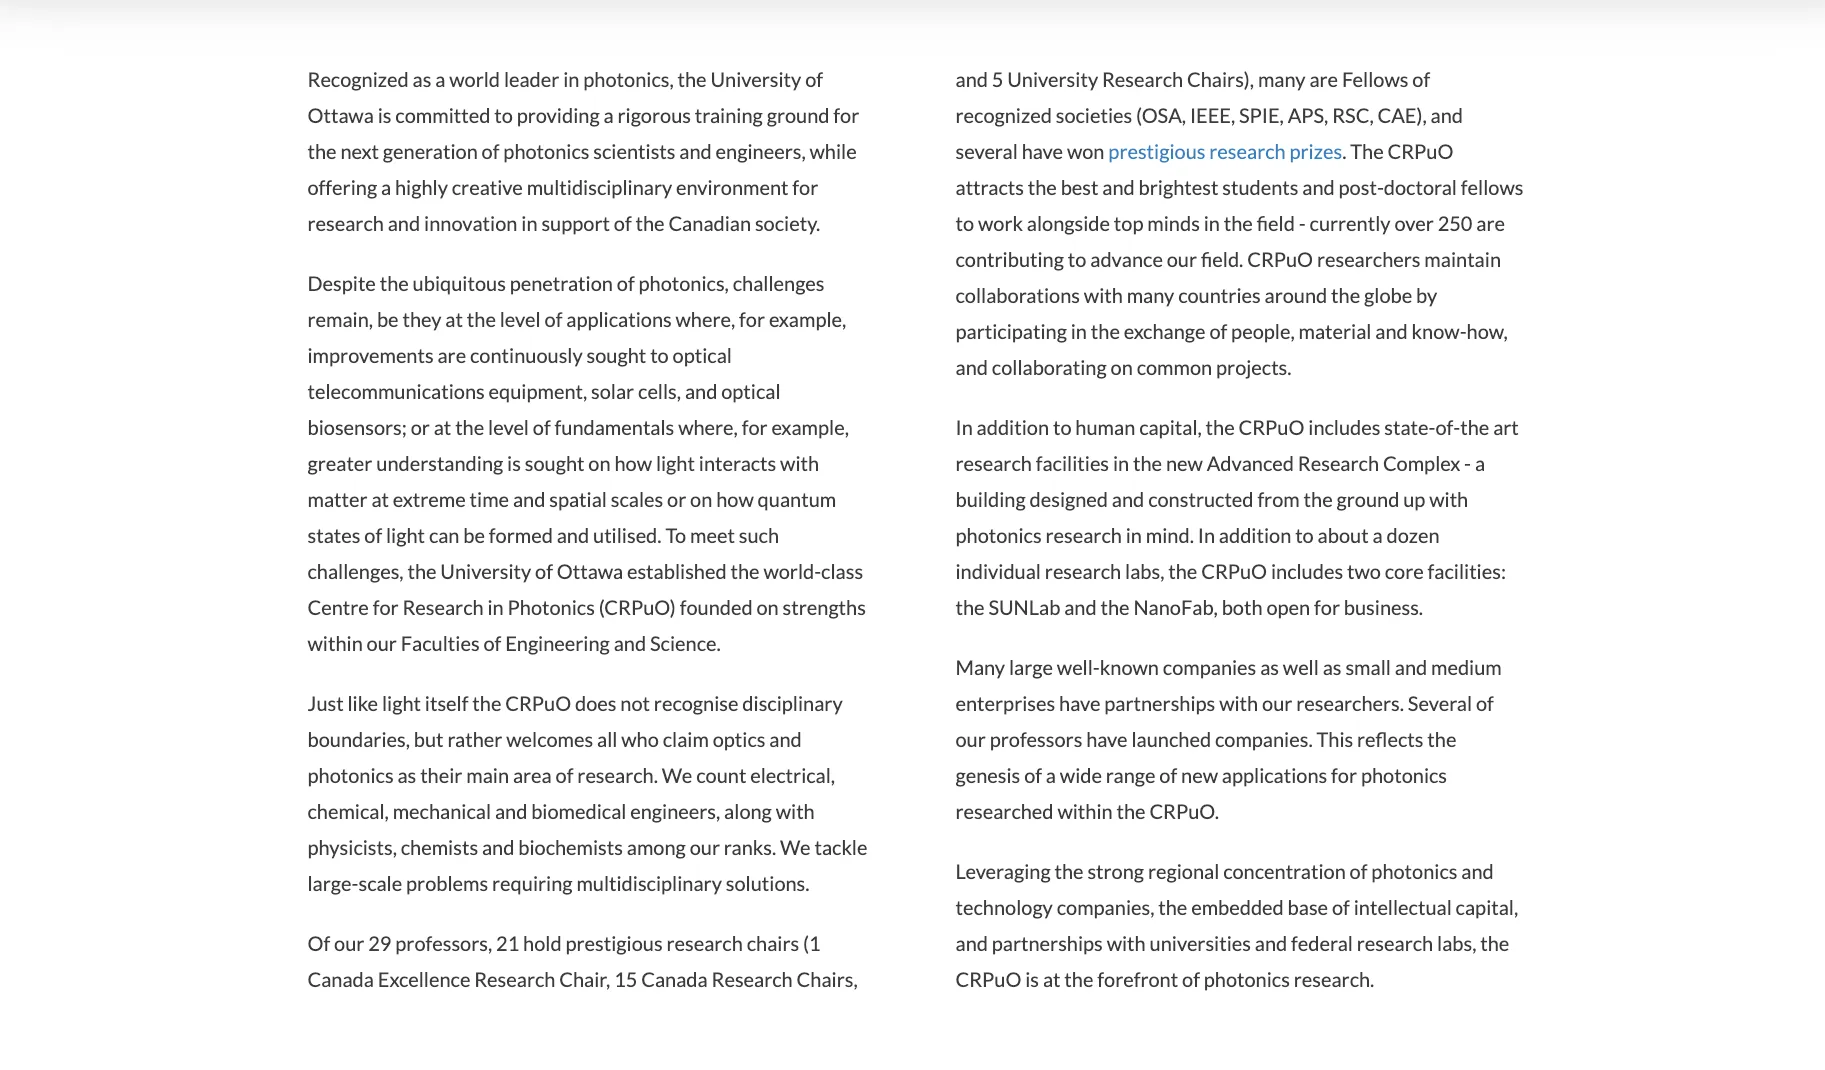 Recognized as a world leader in photonics, the University of
Ottawa is committed to providing a rigorous training ground for
the next generation of photonics scientists and engineers, while
offering a highly creative multidisciplinary environment for
research and innovation in support of the Canadian society.
Despite the ubiquitous penetration of photonics, challenges
remain, be they at the level of applications where, for example,
improvements are continuously sought to optical
telecommunications equipment, solar cells, and optical
biosensors; or at the level of fundamentals where, for example,
greater understanding is sought on how light interacts with
matter at extreme time and spatial scales or on how quantum
states of light can be formed and utilised. To meet such
challenges, the University of Ottawa established the world-class
Centre for Research in Photonics (CRPuO) founded on strengths
within our Faculties of Engineering and Science.
Just like light itself the CRPuO does not recognise disciplinary
boundaries, but rather welcomes all who claim optics and
photonics as their main area of research. We count electrical,
chemical, mechanical and biomedical engineers, along with
physicists, chemists and biochemists among our ranks. We tackle
large-scale problems requiring multidisciplinary solutions.
Of our 29 professors, 21 hold prestigious research chairs (1
Canada Excellence Research Chair, 15 Canada Research Chairs,
and 5 University Research Chairs), many are Fellows of
recognized societies (OSA, IEEE, SPIE, APS, RSC, CAE), and
several have won prestigious research prizes. The CRPuO
attracts the best and brightest students and post-doctoral fellows
to work alongside top minds in the field - currently over 250 are
contributing to advance our field. CRPuO researchers maintain
collaborations with many countries around the globe by
participating in the exchange of people, material and know-how,
and collaborating on common projects.
In addition to human capital, the CRPuO includes state-of-the art
research facilities in the new Advanced Research Complex - a
building designed and constructed from the ground up with
photonics research in mind. In addition to about a dozen
individual research labs, the CRPuO includes two core facilities:
the SUNLab and the NanoFab, both open for business.
Many large well-known companies as well as small and medium
enterprises have partnerships with our researchers. Several of
our professors have launched companies. This reflects the
genesis of a wide range of new applications for photonics
researched within the CRPuO.
Leveraging the strong regional concentration of photonics and
technology companies, the embedded base of intellectual capital,
and partnerships with universities and federal research labs, the
CRPuO is at the forefront of photonics research.